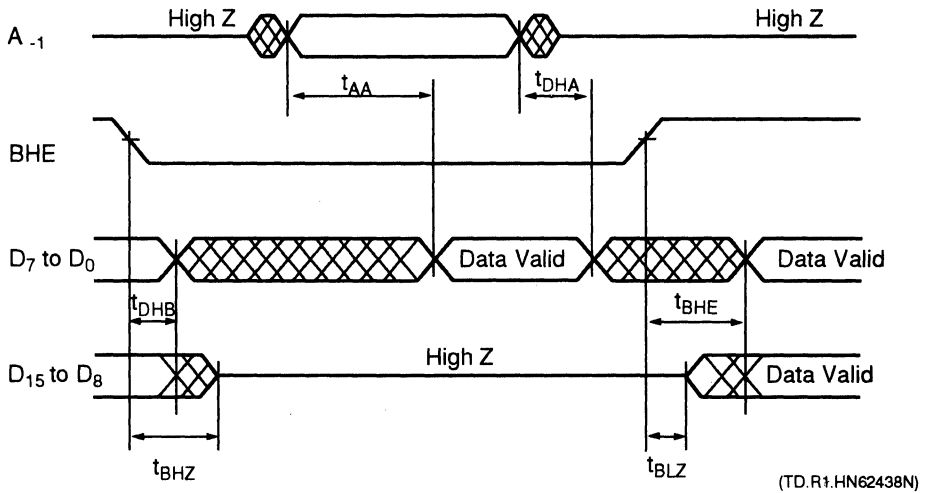 High Z
High Z
A -1
tAA
tDHA
BHE
D7 to D0
Data Valid
Data Valid
tDHB
tBHE
High Z
D15 to D8
Data Valid
tBHZ
tBLZ
(TD.R1.HN62438N)